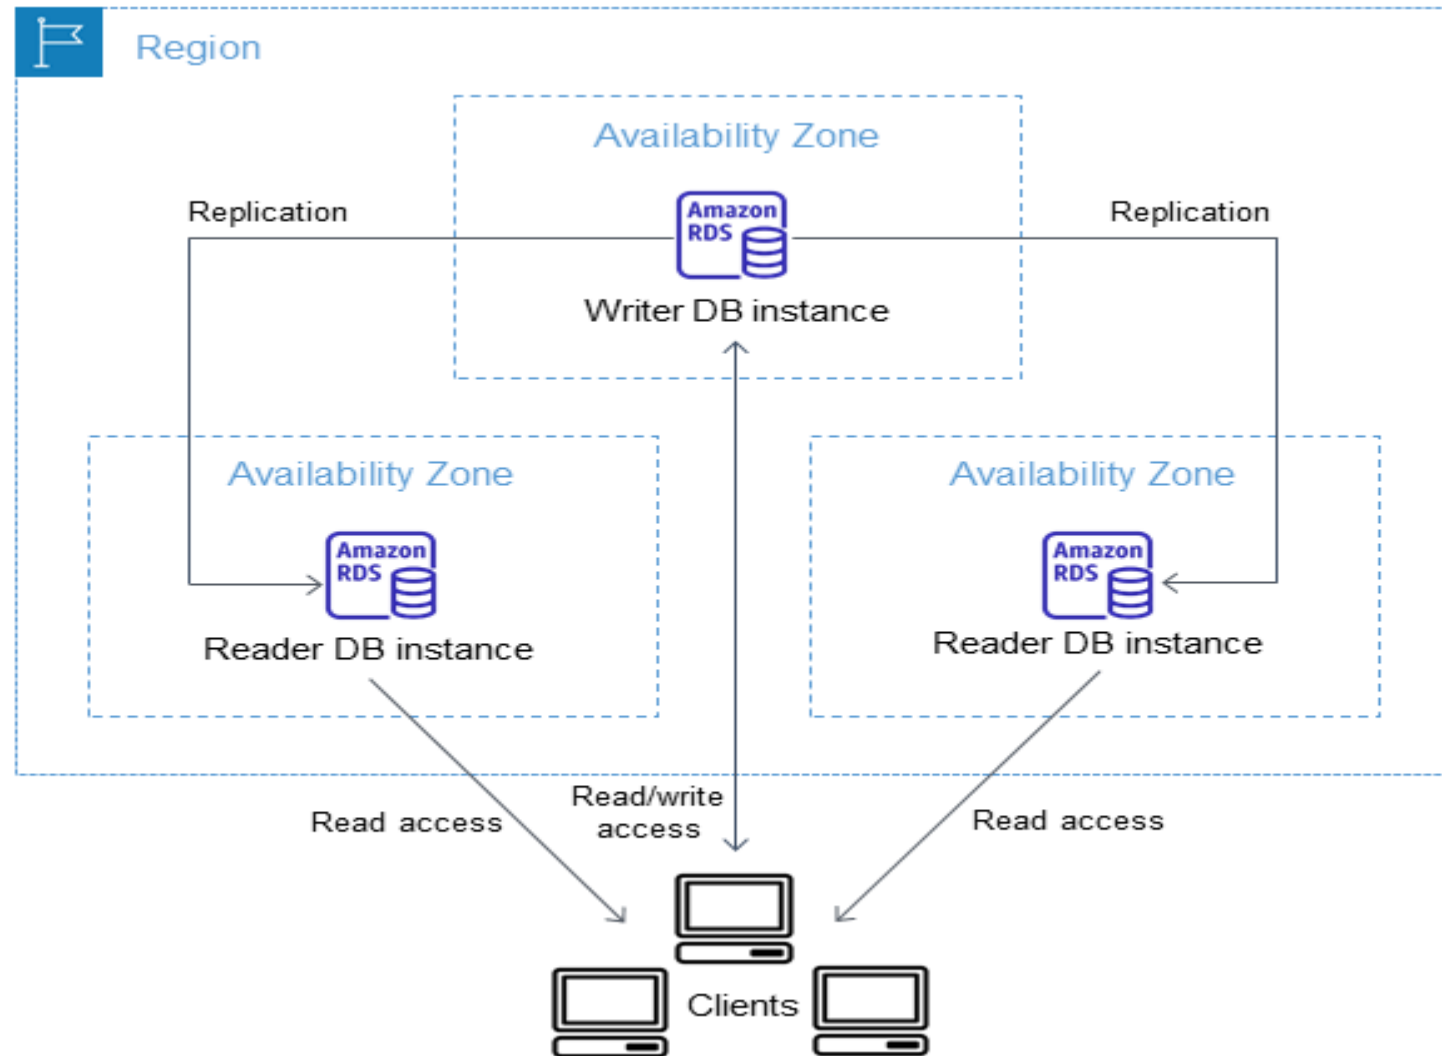 Region
Availability Zone
Replication
Replication
Amazon
RDS
Writer DB instance
Availability Zone
Availability Zone
Amazon
RDS
Amazon
RDS
Reader DB instance
Reader DB instance
Read/write
access
Read access
Read access
Clients